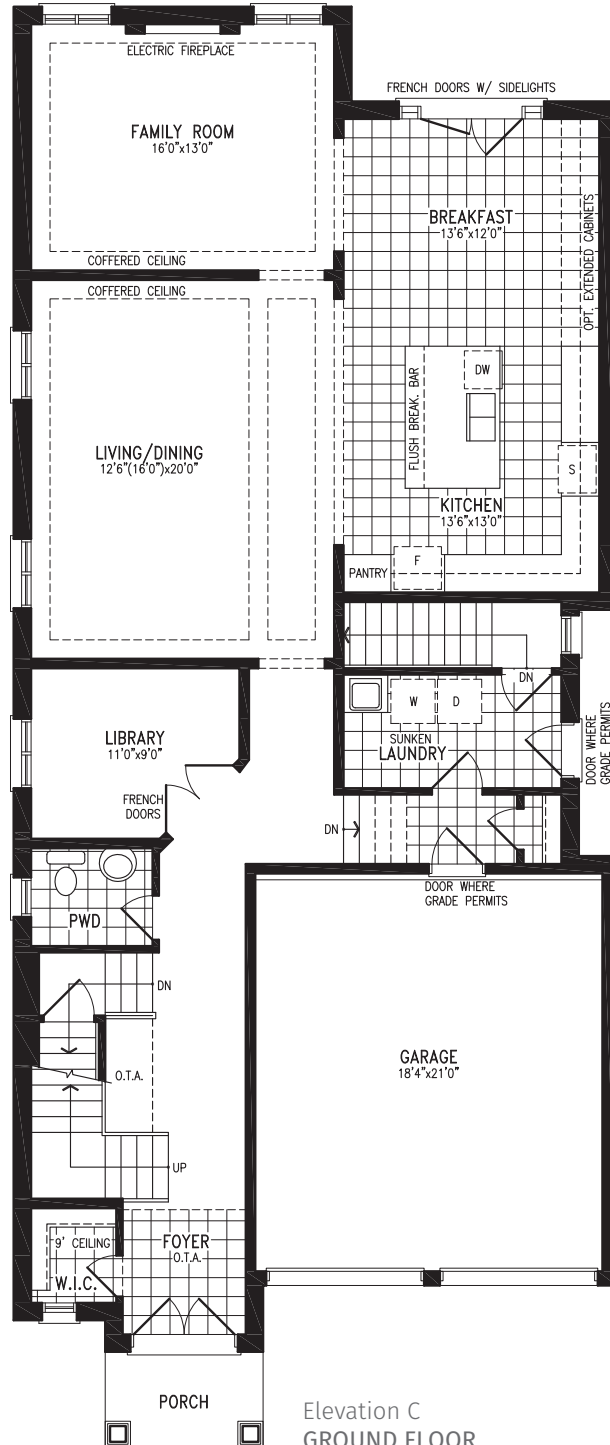 ELECTRIC FIREPLACE
FAMILY ROOM
16'0"x13'0"
COFFERED CEILING
FRENCH DOORS W/ SIDELIGHTS
BREAKFAST
13'6"x12'0"
OPT. EXTENDED CABINETS
COFFERED CEILING
LIVING/DINING
12'6"(16'0")x20'0"
FLUSH BREAK. BAR
DW
S
KITCHEN
13'6"x13'0"
PANTRY
F
DN
W
D
SUNKEN
LAUNDRY
DOOR WHERE
GRADE PERMITS
LIBRARY
11'0"x9'0"
FRENCH
DOORS
DN
DOOR WHERE
GRADE PERMITS
PWD
DN
O.T.A.
UP
GARAGE
18'4"x21'0"
9' CEILING
W.I.C.
FOYER
O.T.A.
PORCH
Elevation C
GROUND FLOOR